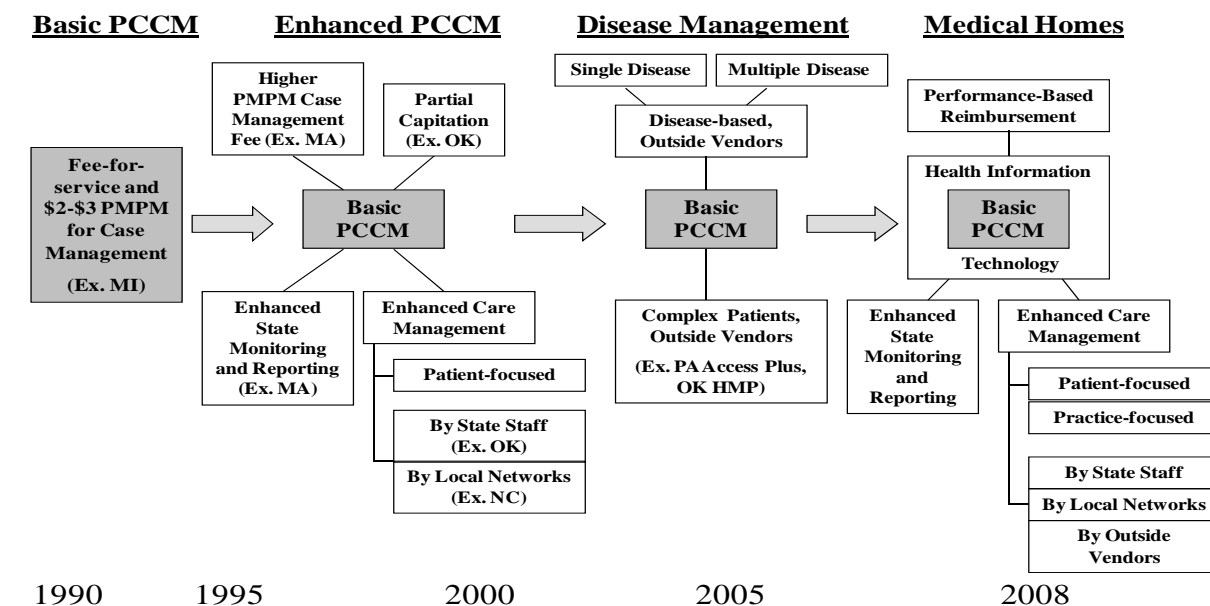 Basic PCCM
Enhanced PCCM
Disease Management
Medical Homes
Fee-for-
service and
$2-$3 PMPM
for Case
Management
(Ex. MI)
Higher
PMPM Case
Management
Fee (Ex. MA)
Partial
Capitation
(Ex. OK)
Basic
PCCM
Enhanced
State
Monitoring
and Reporting
(Ex. MA)
Enhanced Care
Management
Patient-focused
By State Staff
(Ex. OK)
By Local Networks
(Ex. NC)
Single Disease
Multiple Disease
Disease-based,
Outside Vendors
Basic
PCCM
Complex Patients,
Outside Vendors
(Ex. PA Access Plus,
OK HMP)
Performance-Based
Reimbursement
Health Information
Basic
PCCM
Technology
Enhanced
State
Monitoring
and
Reporting
Enhanced Care
Management
Patient-focused
Practice-focused
By State Staff
By Local Networks
By Outside
Vendors
1990
1995
2000
2005
2008